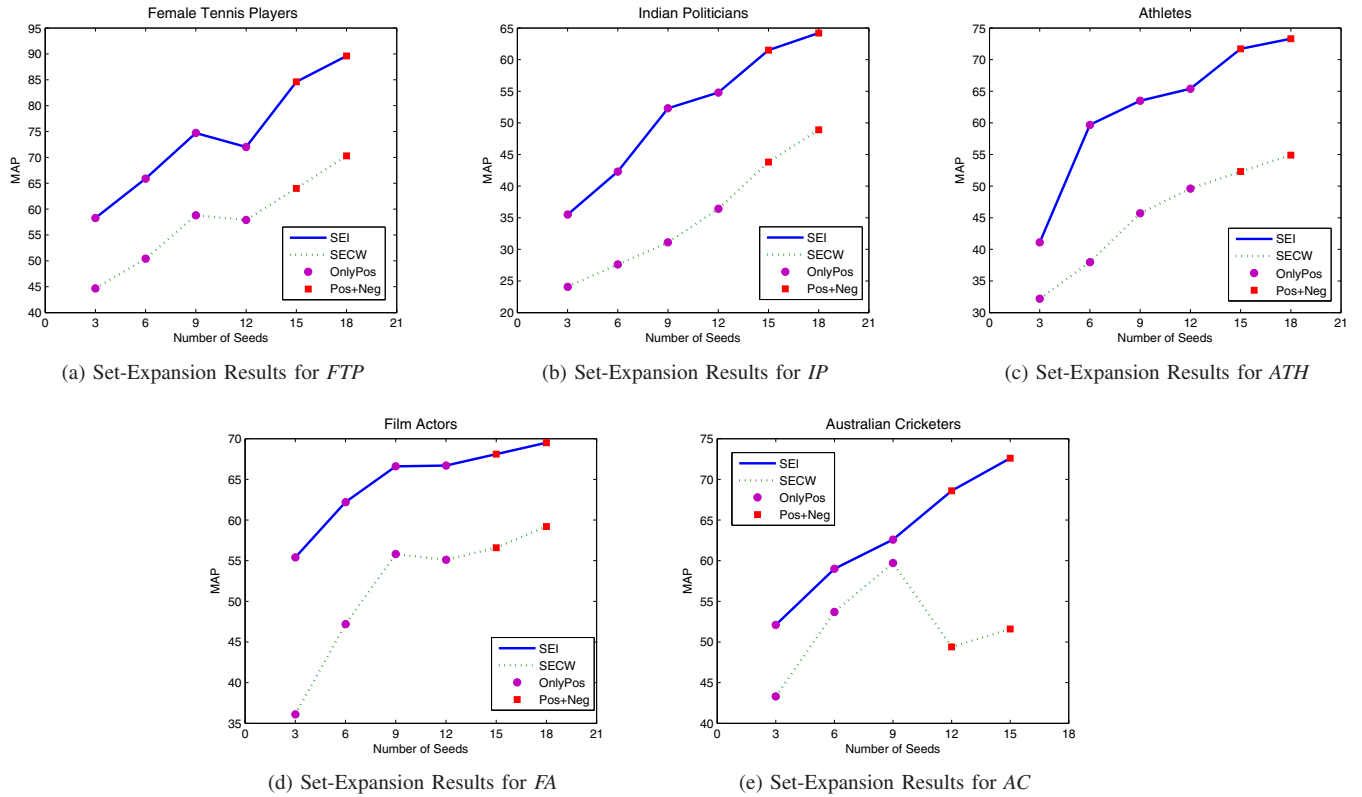 Female Tennis Players
95
90
85
80
75
70
65
60
55
50
45
40
MAP
0 3 6 9 12 15 18 21
Number of Seeds
SEI
SECW
OnlyPos
Pos+Neg
(a) Set-Expansion Results for FTP
Indian Politicians
65
60
55
50
45
40
35
30
25
20
MAP
0 3 6 9 12 15 18 21
Number of Seeds
SEI
SECW
OnlyPos
Pos+Neg
(b) Set-Expansion Results for IP
Athletes
75
70
65
60
55
50
45
40
35
30
MAP
0 3 6 9 12 15 18 21
Number of Seeds
SEI
SECW
OnlyPos
Pos+Neg
(c) Set-Expansion Results for ATH
Film Actors
70
65
60
55
50
45
40
35
MAP
0 3 6 9 12 15 18 21
Number of Seeds
SEI
SECW
OnlyPos
Pos+Neg
(d) Set-Expansion Results for FA
Australian Cricketers
75
70
65
60
55
50
45
40
MAP
0 3 6 9 12 15 18
Number of Seeds
SEI
SECW
OnlyPos
Pos+Neg
(e) Set-Expansion Results for AC